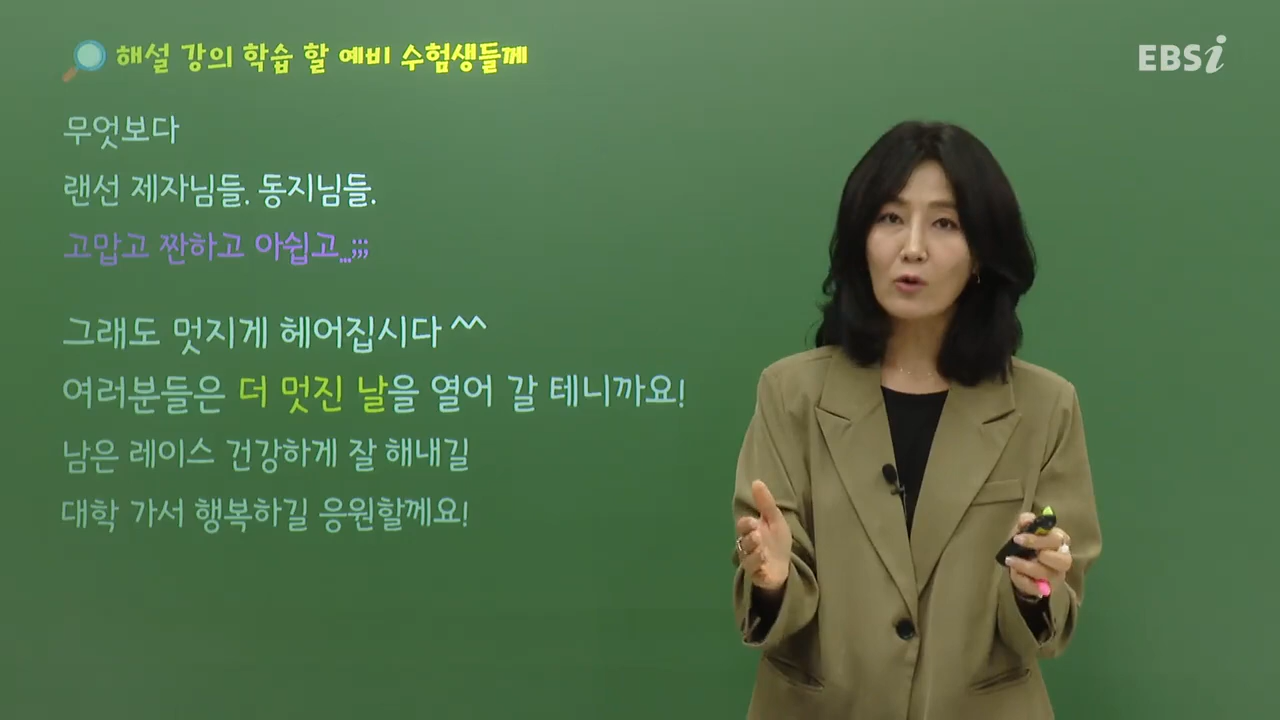 해설 강의 학습 할 예비 수험생들께
EBSi
무엇보다
랜선 제자님들. 동지님들.
고맙고 짠하고 아쉽고...;;;
그래도 멋지게 헤어집시다 ^^
여러분들은 더 멋진 날을 열어 갈 테니까요!
남은 레이스 건강하게 잘 해내길
대학 가서 행복하길 응원할께요!